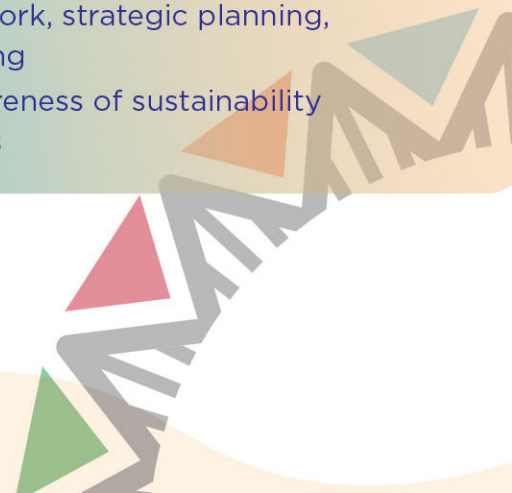 ork, strategic planning,
ng
reness of sustainability